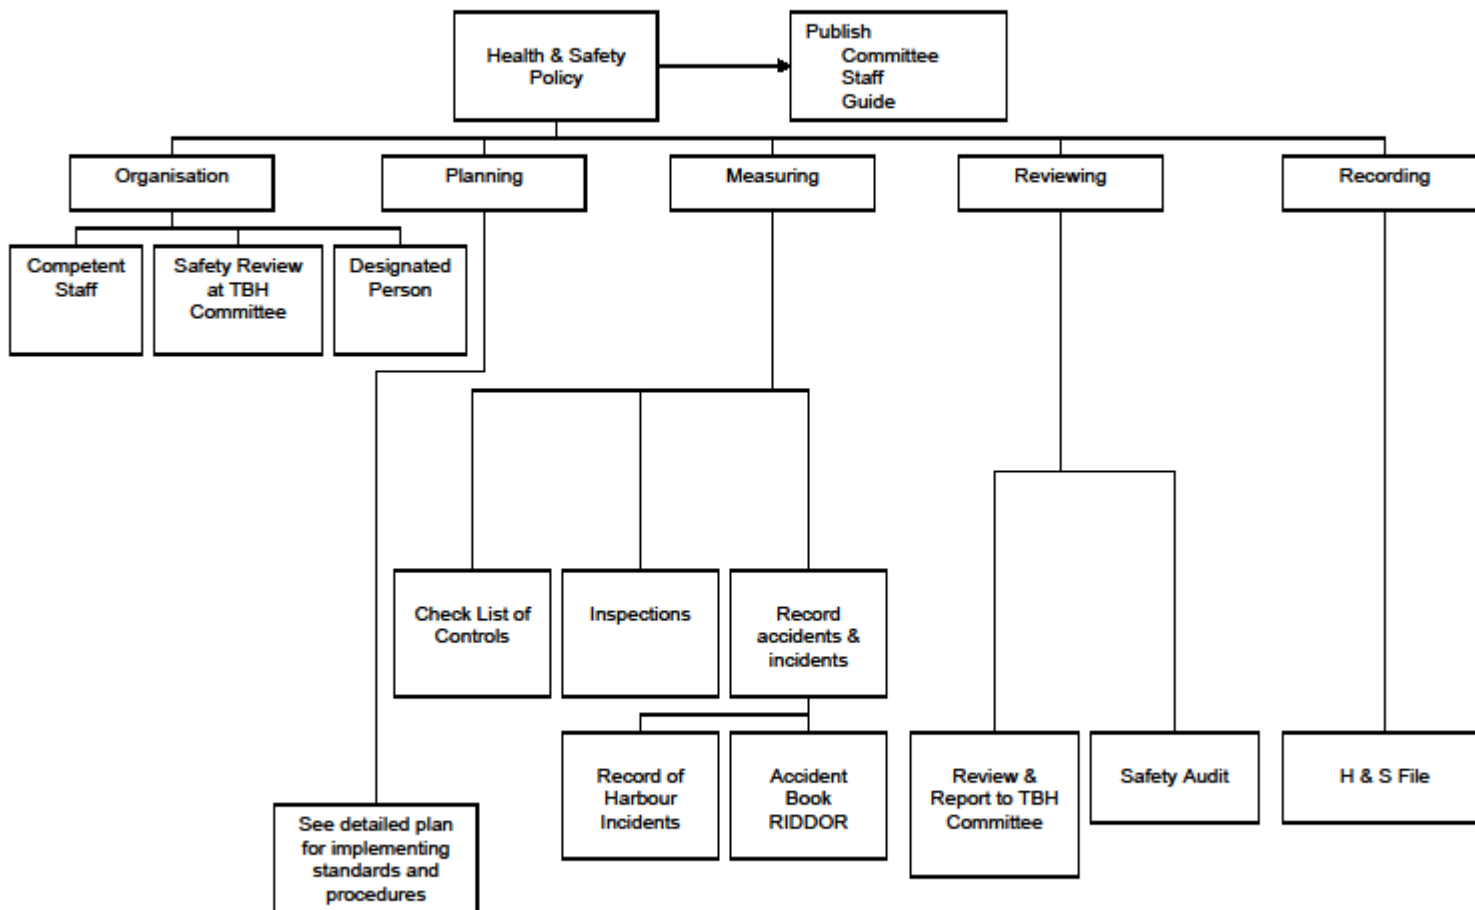 Health & Safety
Policy
Publish
Committee
Staff
Guide
Organisation
Planning
Measuring
Reviewing
Recording
Competent
Staff
Safety Review
at TBH
Committee
Designated
Person
Check List of
Controls
Inspections
Record
accidents &
incidents
Record of
Harbour
Incidents
Accident
Book
RIDDOR
Review &
Report to TBH
Committee
Safety Audit
H & S File
See detailed plan
for implementing
standards and
procedures